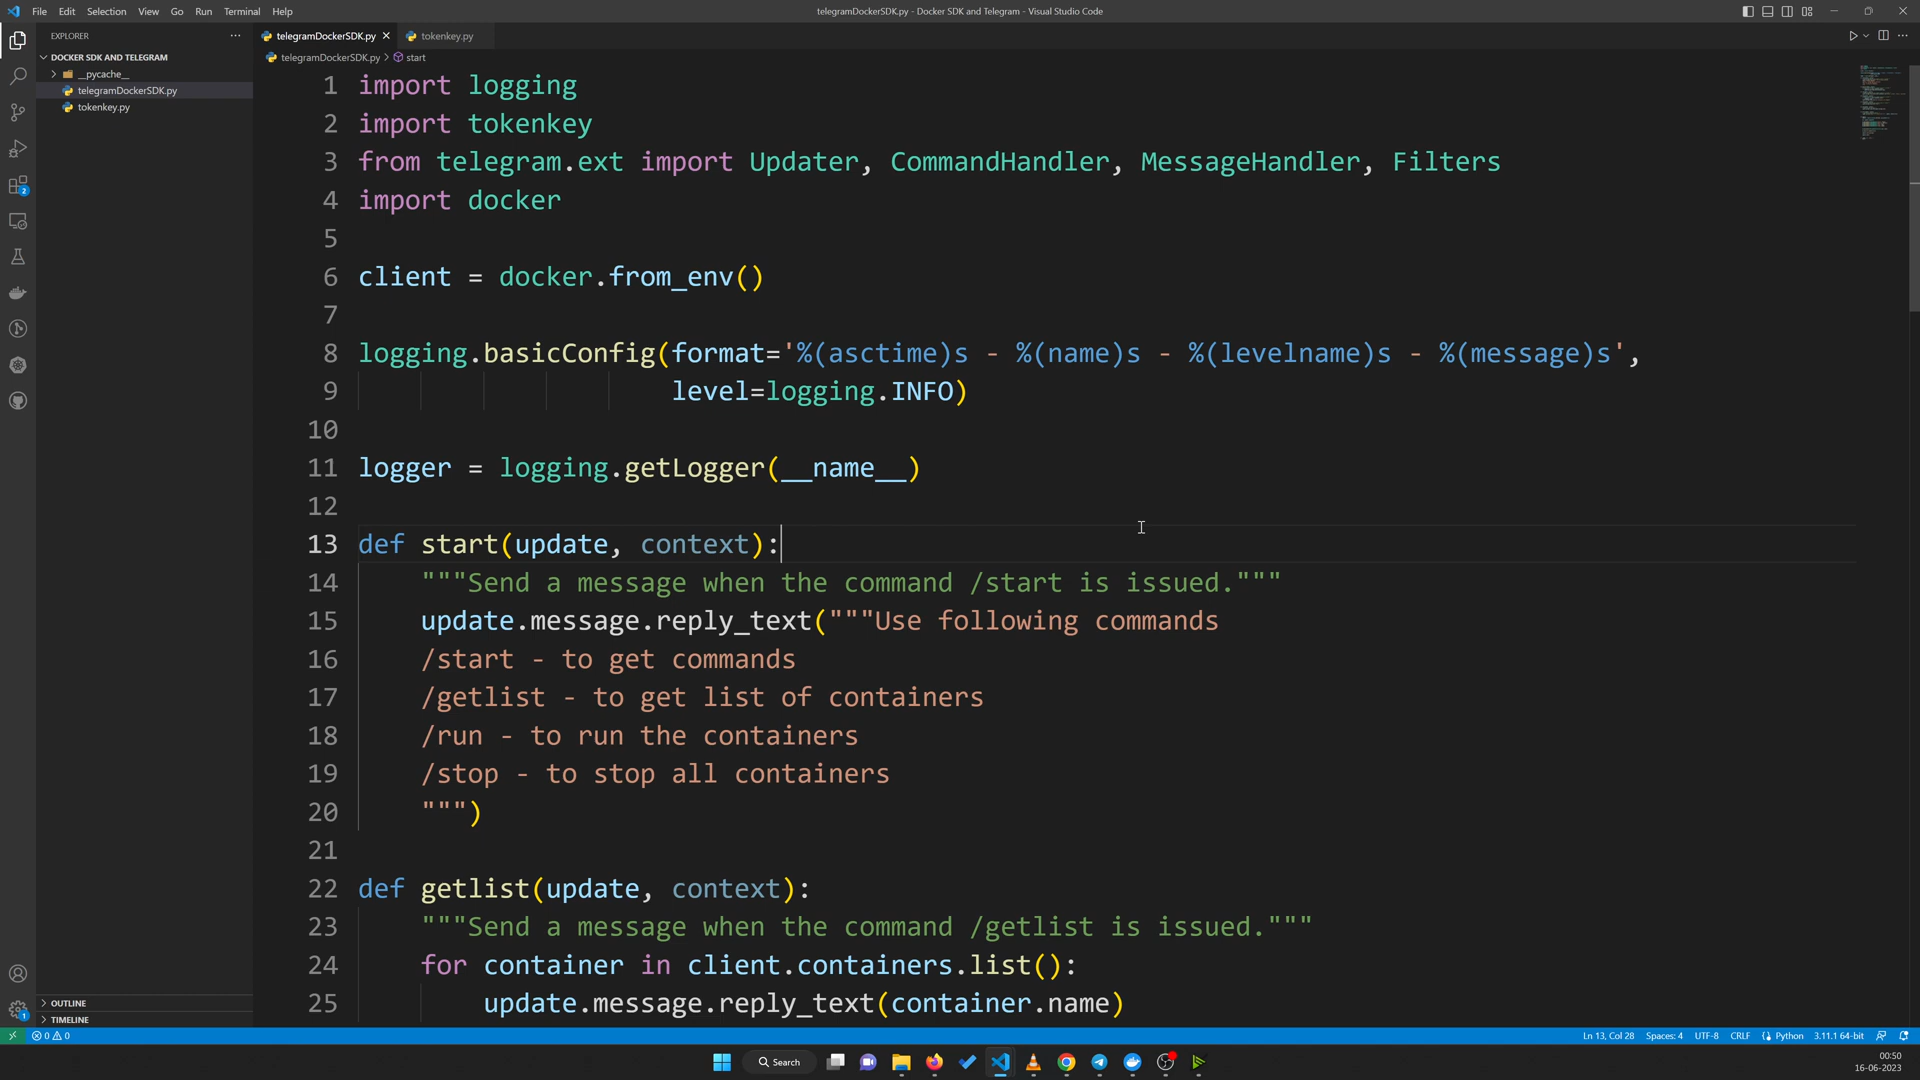 File Edit Selection View Go Run Terminal Help
telegramDockerSDK.py - Docker SDK and Telegram - Visual Studio Code
EXPLORER
telegramDockerSDK.py
tokenkey.py
DOCKER SDK AND TELEGRAM
telegramDockerSDK.py > start
__pycache__
telegramDockerSDK.py
tokenkey.py
1 import logging
2 import tokenkey
3 from telegram.ext import Updater, CommandHandler, MessageHandler, Filters
4 import docker
5
6 client = docker.from_env()
7
8 logging.basicConfig(format='%(asctime)s - %(name)s - %(levelname)s - %(message)s',
9 level=logging.INFO)
10
11 logger = logging.getLogger(__name__)
12
13 def start(update, context):
14 """Send a message when the command /start is issued."""
15 update.message.reply_text("""Use following commands
16 /start - to get commands
17 /getlist - to get list of containers
18 /run - to run the containers
19 /stop - to stop all containers
20 """)
21
22 def getlist(update, context):
23 """Send a message when the command /getlist is issued."""
24 for container in client.containers.list():
25 update.message.reply_text(container.name)
2
OUTLINE
TIMELINE
1
0 0
Ln 13, Col 28 Spaces: 4 UTF-8 CRLF Python 3.11.1 64-bit
Search
00:50
16-06-2023